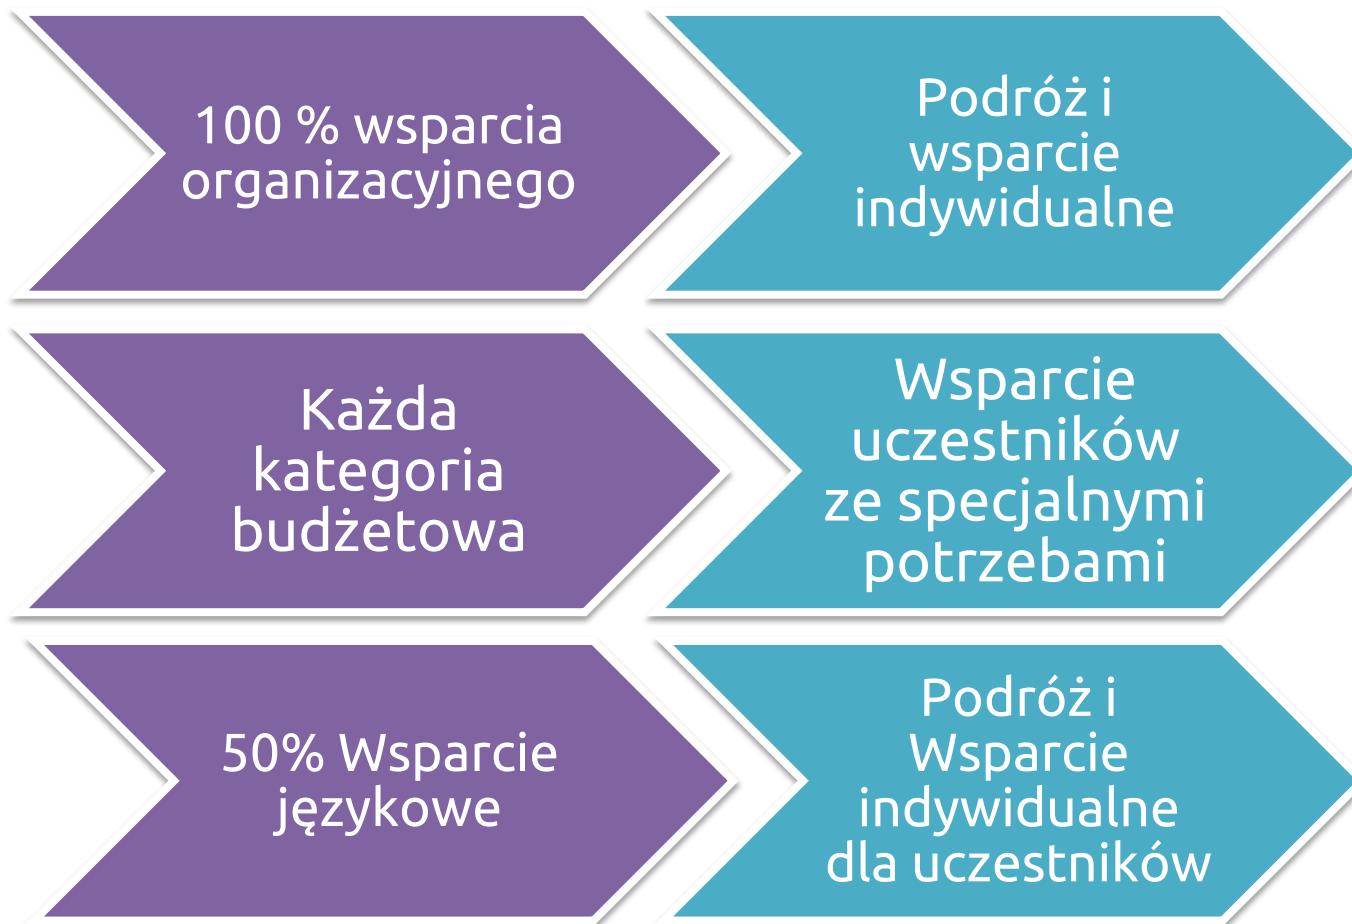 100 % wsparcia
organizacyjnego
Podróż i
wsparcie
indywidualne
Każda
kategoria
budżetowa
Wsparcie
uczestników
ze specjalnymi
potrzebami
50% Wsparcie
językowe
Podróż i
Wsparcie
indywidualne
dla uczestników